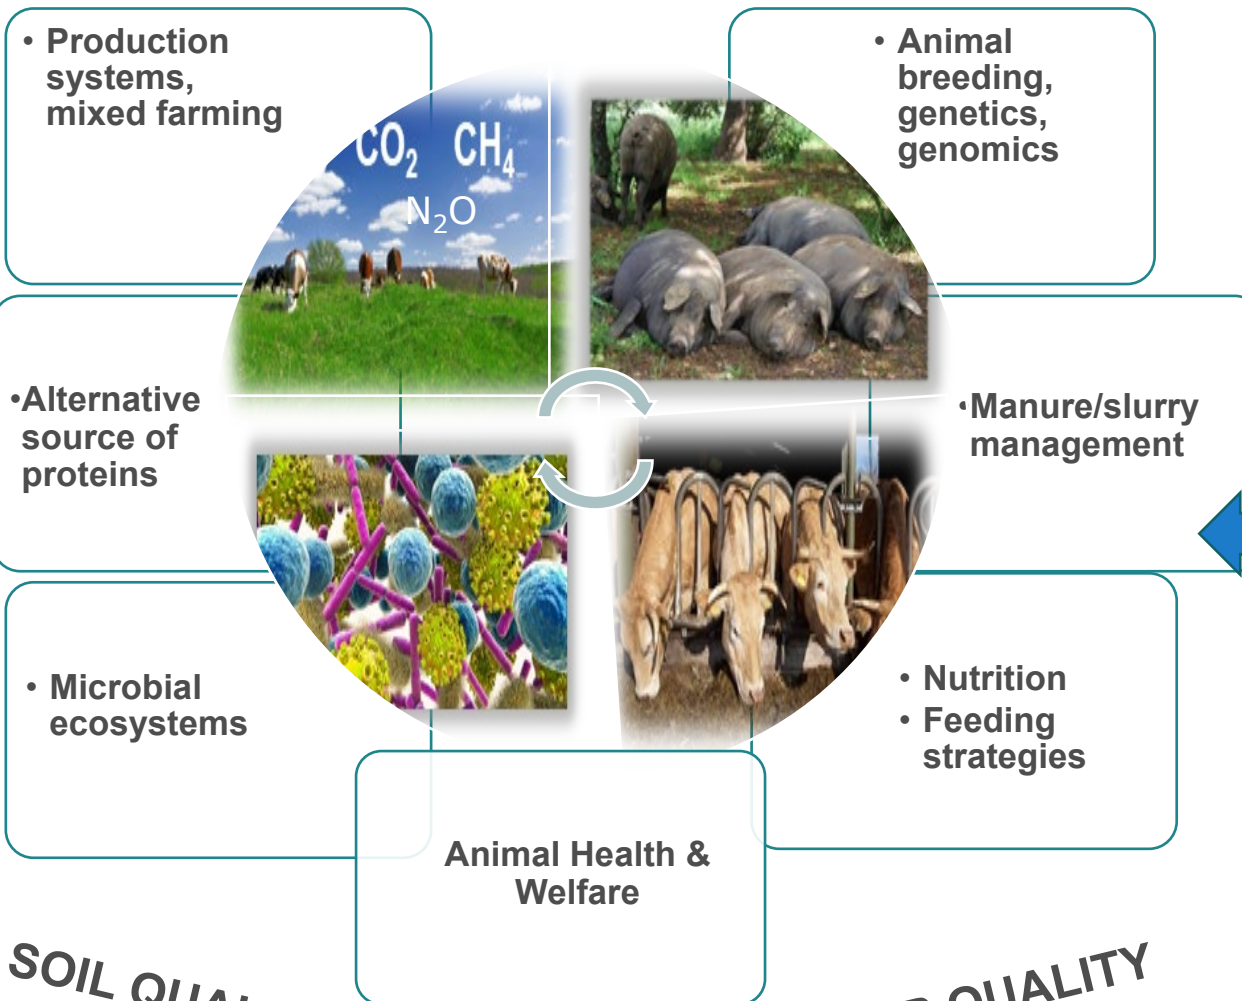 • Production
systems,
mixed farming
• Animal
breeding,
genetics,
genomics
CO₂ CH₄
N₂O
•Alternative
source of
proteins
•Manure/slurry
management
• Microbial
ecosystems
• Nutrition
• Feeding
strategies
Animal Health &
Welfare
SOIL
QUALITY